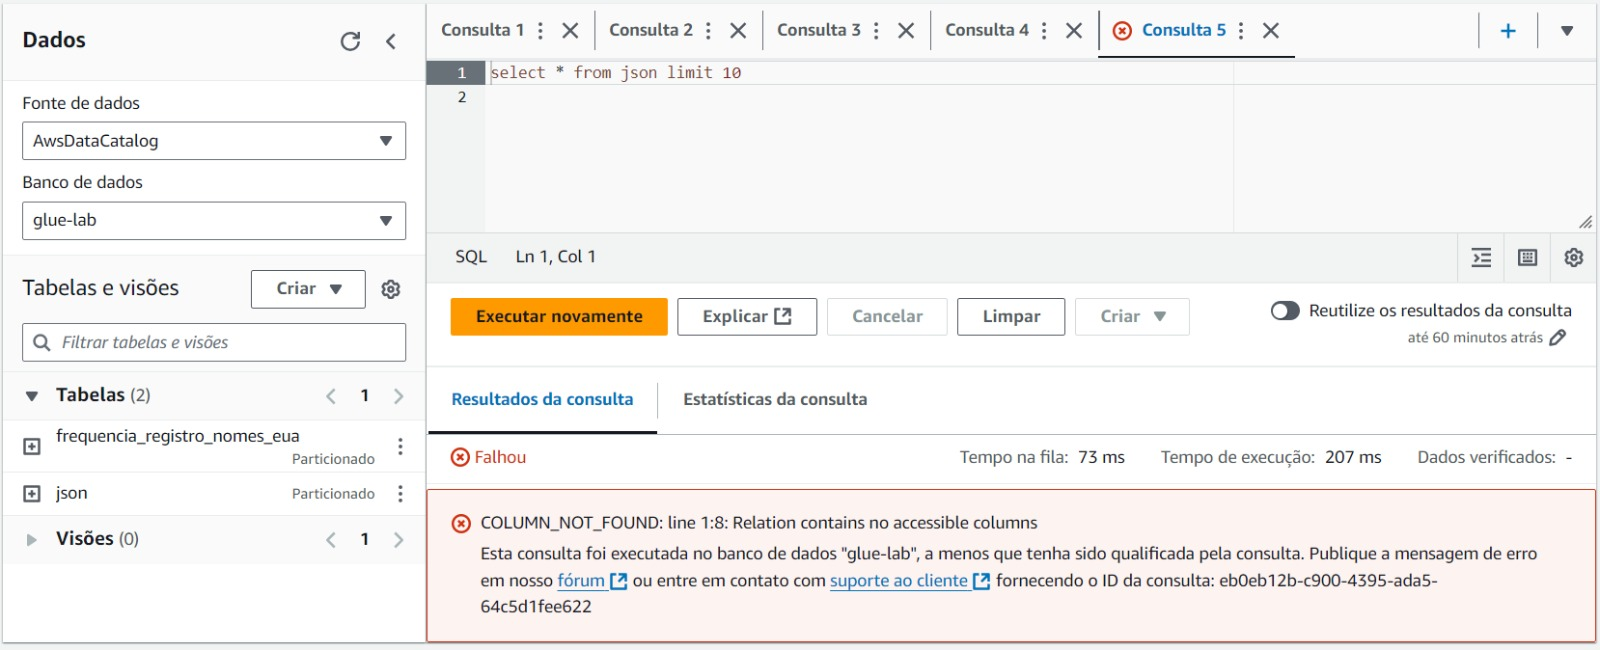 Dados
Fonte de dados
AwsDataCatalog
Banco de dados
glue-lab
Tabelas e visões
Criar
Filtrar tabelas e visões
Tabelas (2)
1
frequencia_registro_nomes_eua
Particionado
json
Particionado
Visões (0)
1
Consulta 1
Consulta 2
Consulta 3
Consulta 4
Consulta 5
1 select * from json limit 10
2
SQL Ln 1, Col 1
Executar novamente
Explicar
Cancelar
Limpar
Criar
Reutilize os resultados da consulta
até 60 minutos atrás
Resultados da consulta
Estatísticas da consulta
Falhou
Tempo na fila: 73 ms
Tempo de execução: 207 ms
Dados verificados: -
COLUMN_NOT_FOUND: line 1:8: Relation contains no accessible columns
Esta consulta foi executada no banco de dados "glue-lab", a menos que tenha sido qualificada pela consulta. Publique a mensagem de erro
em nosso fórum ou entre em contato com suporte ao cliente fornecendo o ID da consulta: eb0eb12b-c900-4395-ada5-
64c5d1fee622